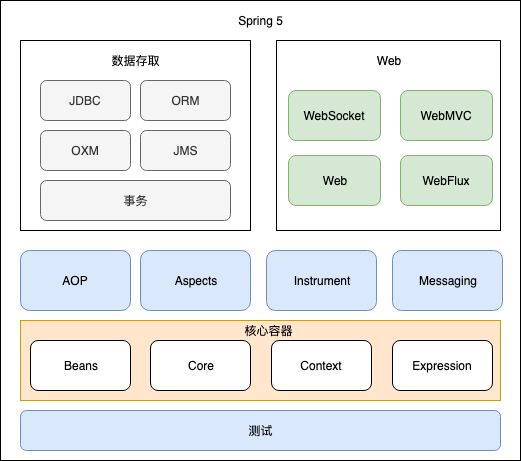 Spring 5
数据存取
JDBC
ORM
OXM
JMS
事务
Web
WebSocket
WebMVC
Web
WebFlux
AOP
Aspects
Instrument
Messaging
核心容器
Beans
Core
Context
Expression
测试